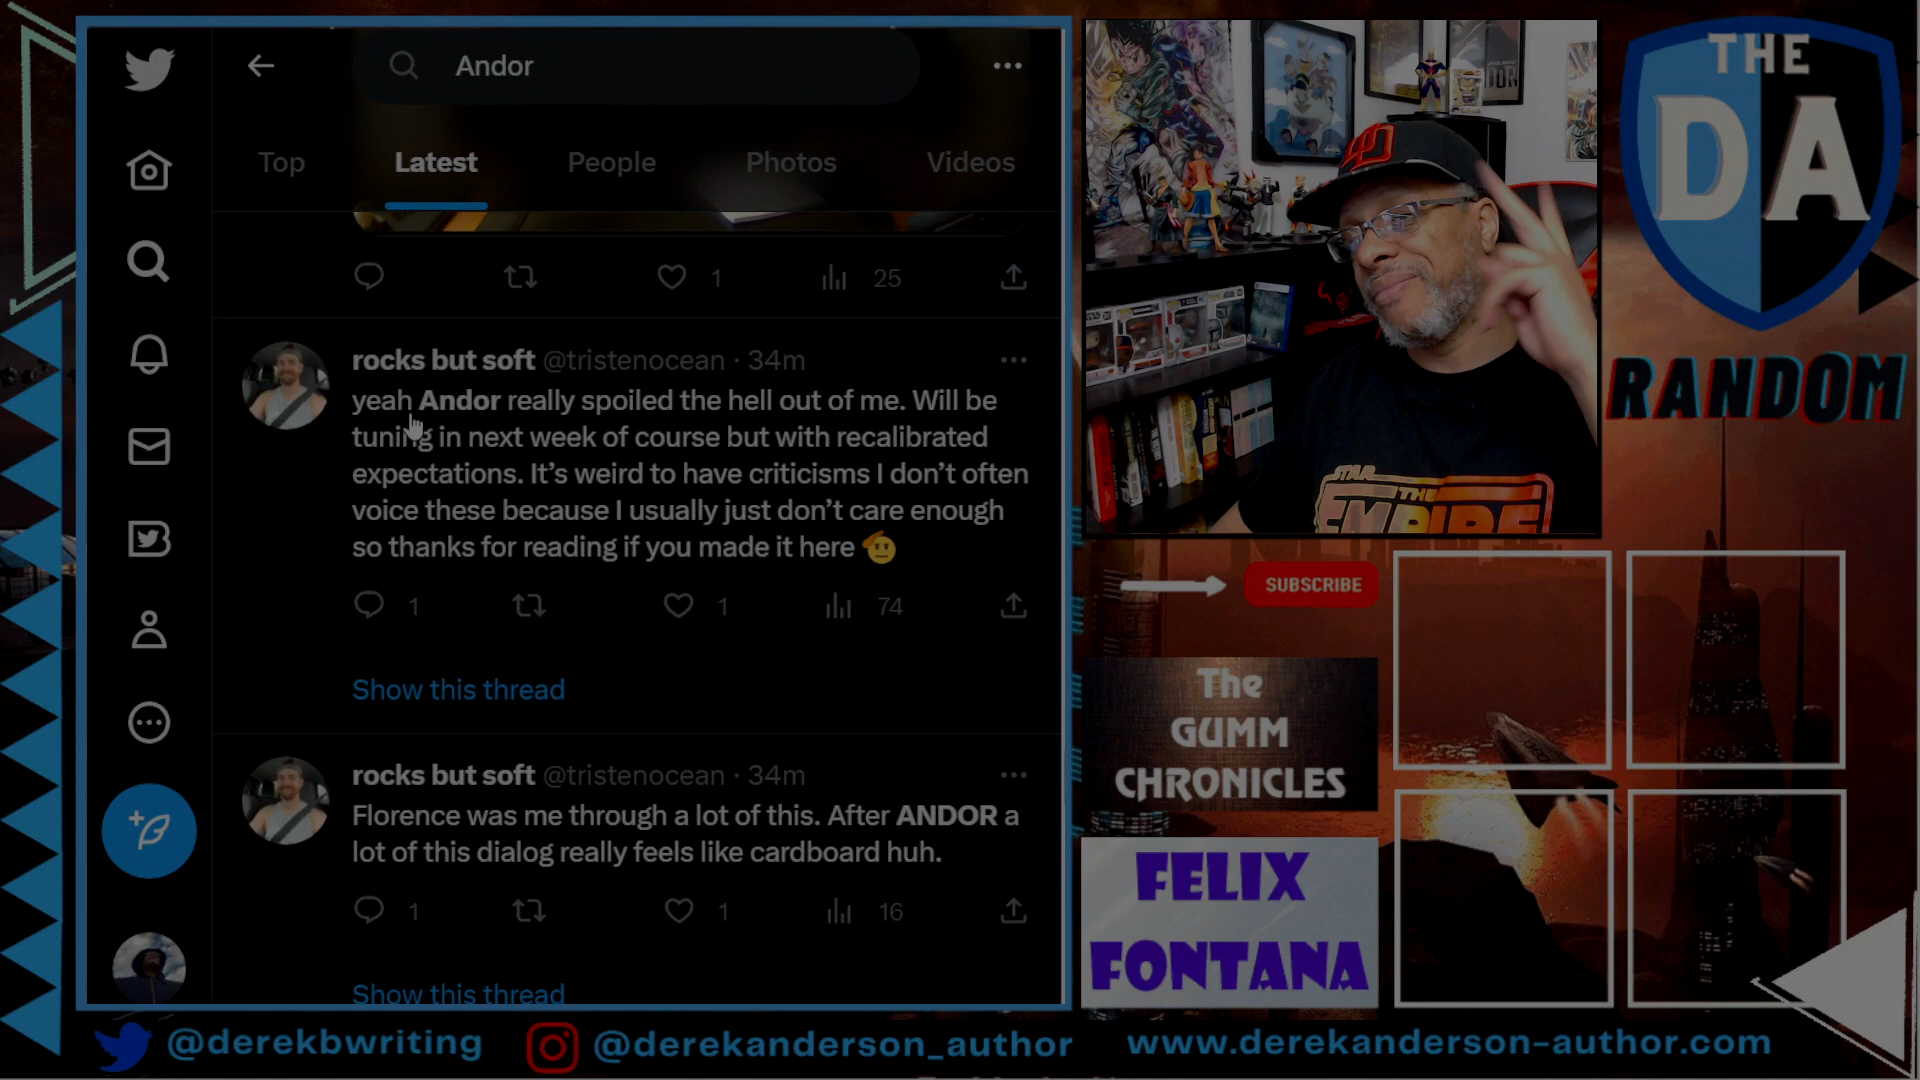 Andor
Top Latest People Photos Videos
1 25
rocks but soft @tristenocean · 34m
yeah Andor really spoiled the hell out of me. Will be
tuning in next week of course but with recalibrated
expectations. It’s weird to have criticisms I don’t often
voice these because I usually just don’t care enough
so thanks for reading if you made it here
1 1 74
Show this thread
rocks but soft @tristenocean · 34m
Florence was me through a lot of this. After ANDOR a
lot of this dialog really feels like cardboard huh.
1 1 16
Show this thread
STAR
THE
EMPIRE
THE
DA
RANDOM
SUBSCRIBE
The
GUMM
CHRONICLES
FELIX
FONTANA
@derekbwriting @derekanderson_author www.derekanderson-author.com